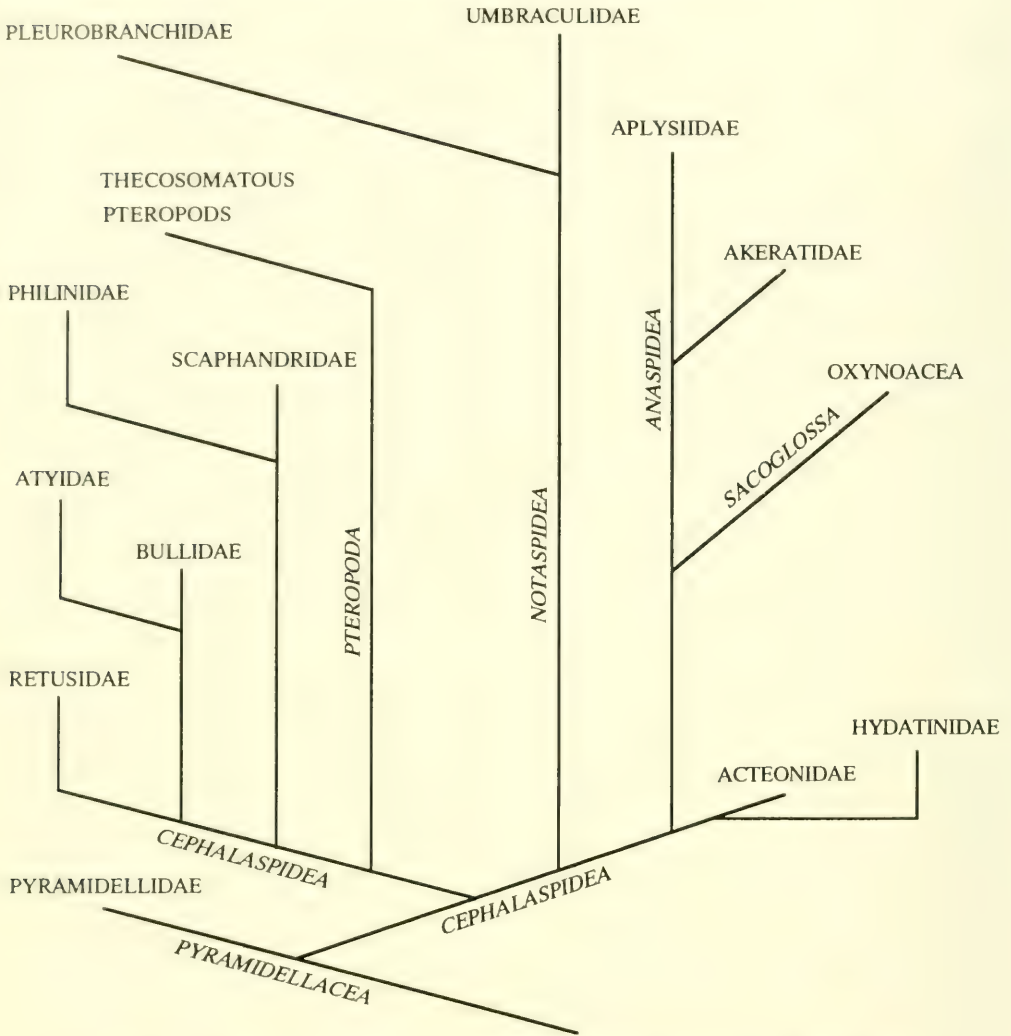 UMBRACULIDAE
PLEUROBRANCHIDAE
APLYSIIDAE
THECOSOMATOUS
PTEROPODS
AKERATIDAE
PHILINIDAE
SCAPHANDRIDAE
ANASPIDEA
OXYNOACEA
SACOGLOSSA
ATYIDAE
BULLIDAE
PTEROPODA
NOTASPIDEA
RETUSIDAE
HYDATINIDAE
ACTEONIDAE
CEPHALASPIDEA
PYRAMIDELLIDAE
CEPHALASPIDEA
PYRAMIDELLACEA